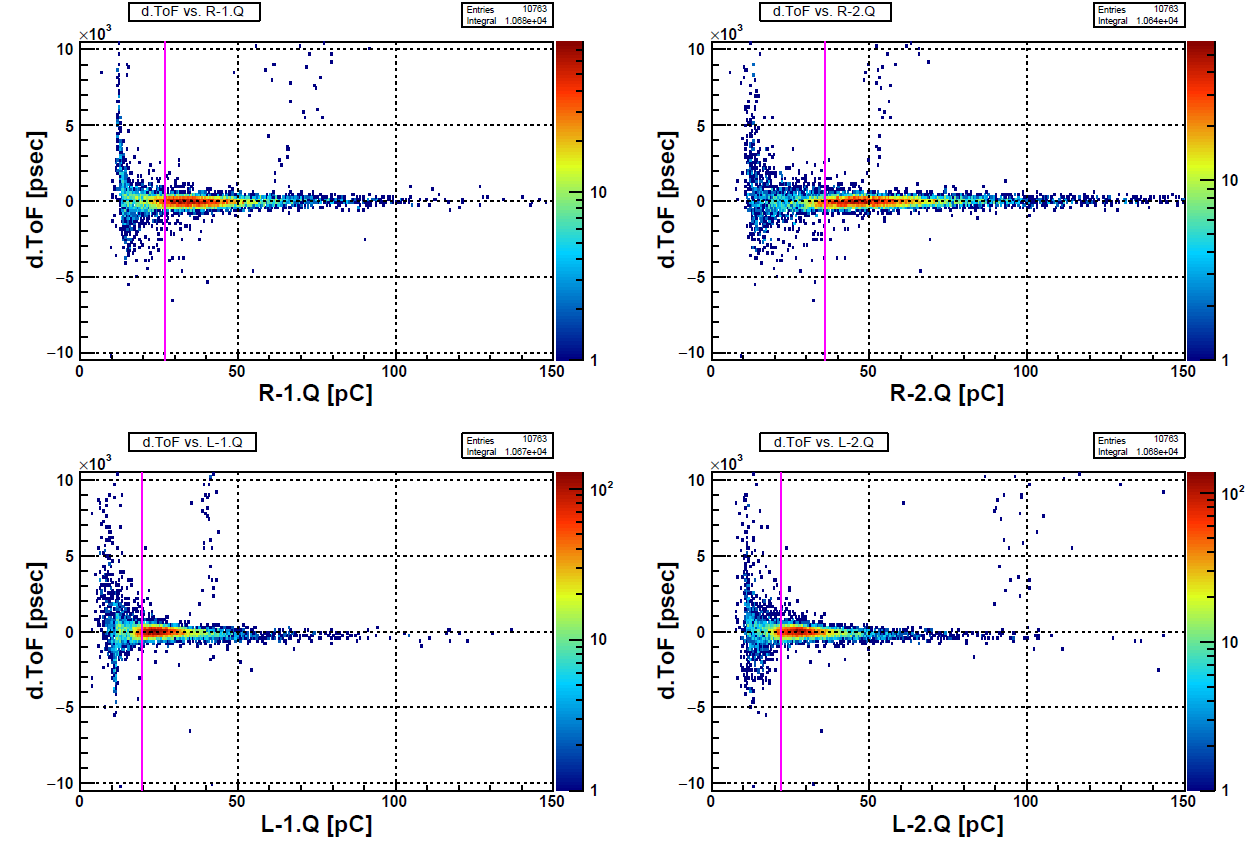 d.ToF vs. R-1.Q
Entries 10763
Integral 1.068e+04
×10³
10
5
0
−5
−10
d.ToF [psec]
0 50 100 150
R-1.Q [pC]
10
1
d.ToF vs. R-2.Q
Entries 10763
Integral 1.064e+04
×10³
10
5
0
−5
−10
d.ToF [psec]
0 50 100 150
R-2.Q [pC]
10
1
d.ToF vs. L-1.Q
Entries 10763
Integral 1.067e+04
×10³
10
5
0
−5
−10
d.ToF [psec]
0 50 100 150
L-1.Q [pC]
10²
10
1
d.ToF vs. L-2.Q
Entries 10763
Integral 1.068e+04
×10³
10
5
0
−5
−10
d.ToF [psec]
0 50 100 150
L-2.Q [pC]
10²
10
1